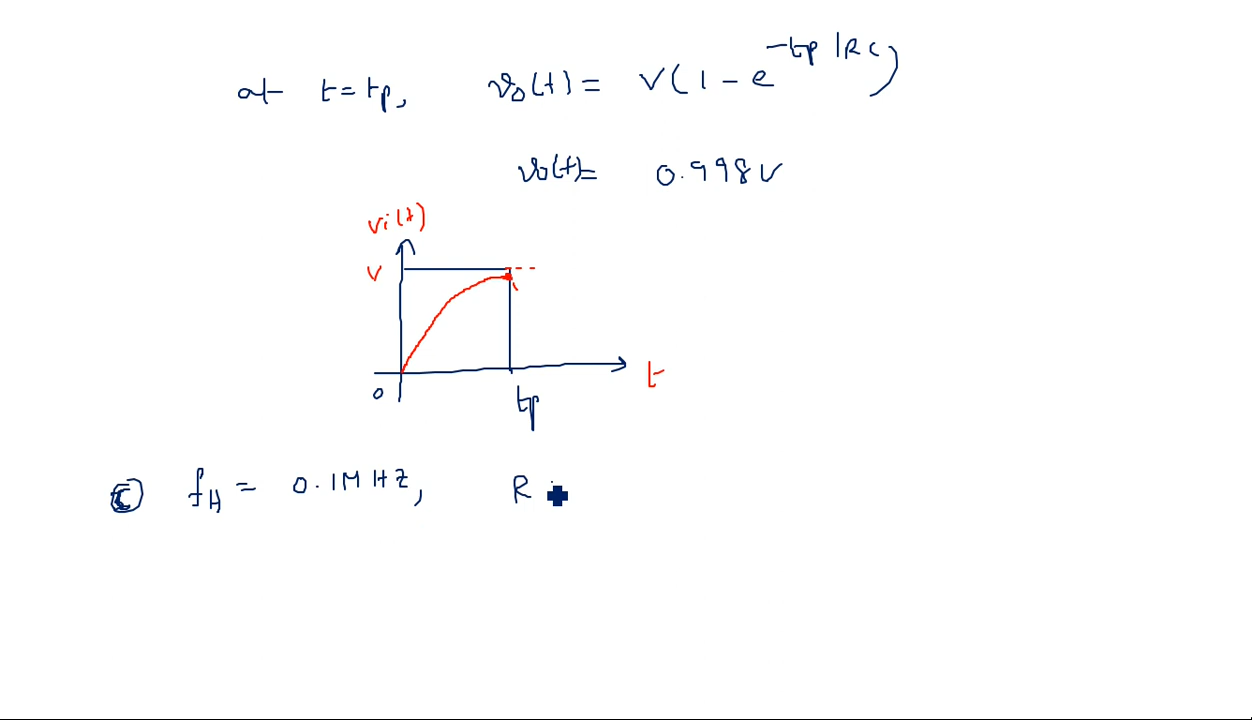 at t=tp, vo(t)= V(1-e^-tp/RC)
vo(t)= 0.998V
vi(t)
V
0
tp
t
C fH = 0.1MHZ, R